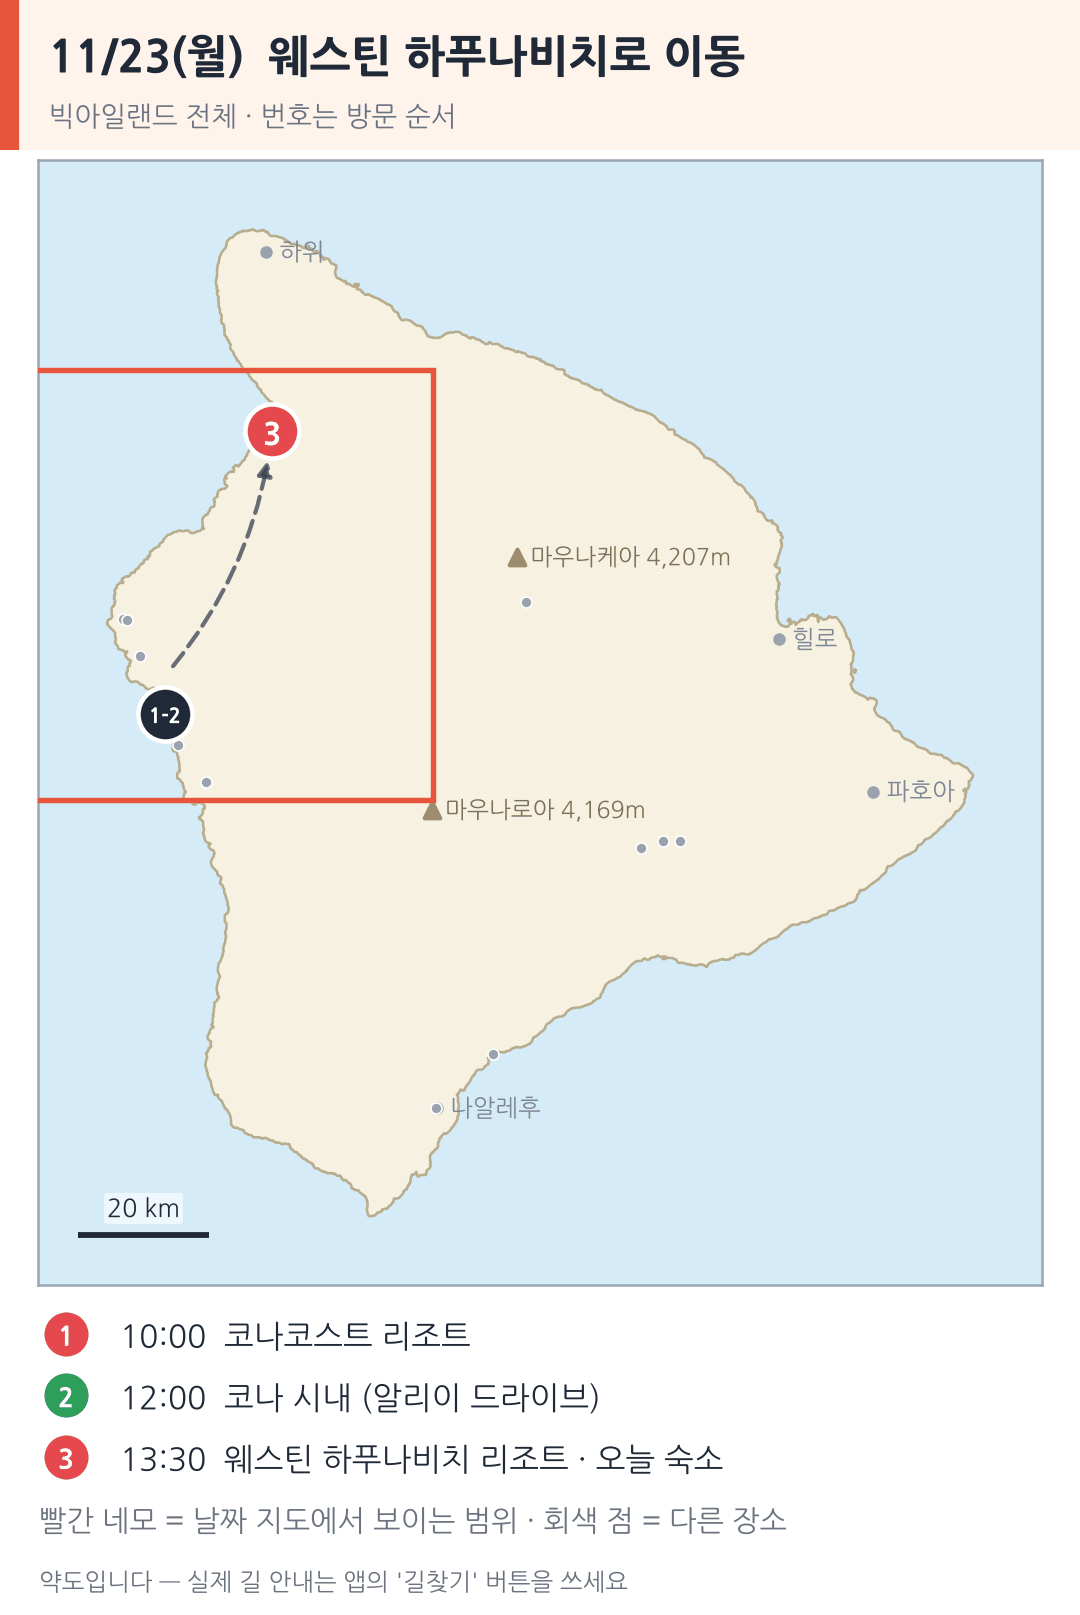 11/23(월) 웨스틴 하푸나비치로 이동
빅아일랜드 전체 · 번호는 방문 순서
하위
3
마우나케아 4,207m
힐로
1-2
파호아
마우나로아 4,169m
나알레후
20 km
1 10:00 코나코스트 리조트
2 12:00 코나 시내 (알리이 드라이브)
3 13:30 웨스틴 하푸나비치 리조트 · 오늘 숙소
빨간 네모 = 날짜 지도에서 보이는 범위 · 회색 점 = 다른 장소
약도입니다 — 실제 길 안내는 앱의 '길찾기' 버튼을 쓰세요